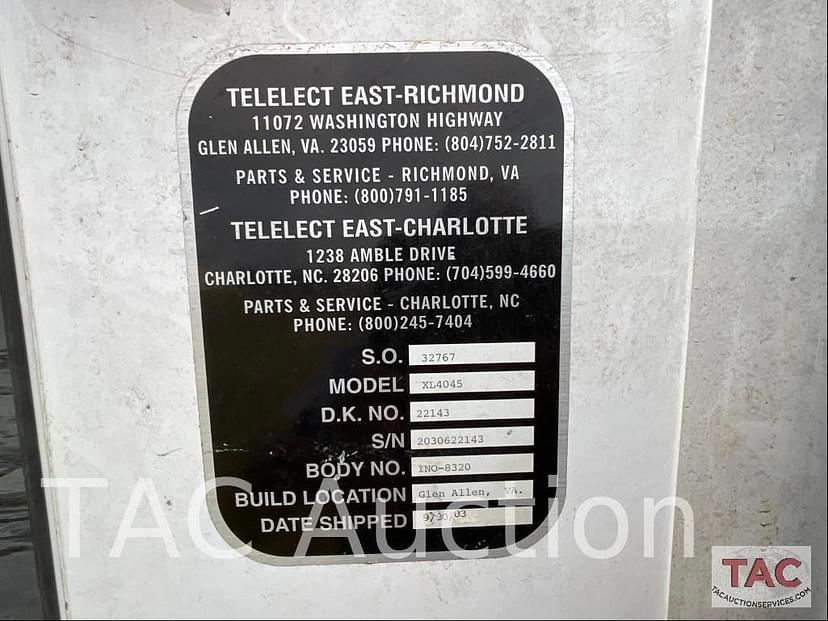 TELELECT EAST-RICHMOND
11072 WASHINGTON HIGHWAY
GLEN ALLEN, VA. 23059 PHONE: (804)752-2811
PARTS & SERVICE - RICHMOND, VA
PHONE: (800)791-1185
TELELECT EAST-CHARLOTTE
1238 AMBLE DRIVE
CHARLOTTE, NC. 28206 PHONE: (704)599-4660
PARTS & SERVICE - CHARLOTTE, NC
PHONE: (800)245-7404
S.O. 32767
MODEL XL4045
D.K. NO. 22143
S/N 2030622143
BODY NO. INO-8320
BUILD LOCATION Glen Allen, VA.
DATE SHIPPED 9/30/03
TAC Auction
TAC
TACAUCTIONSERVICES.COM